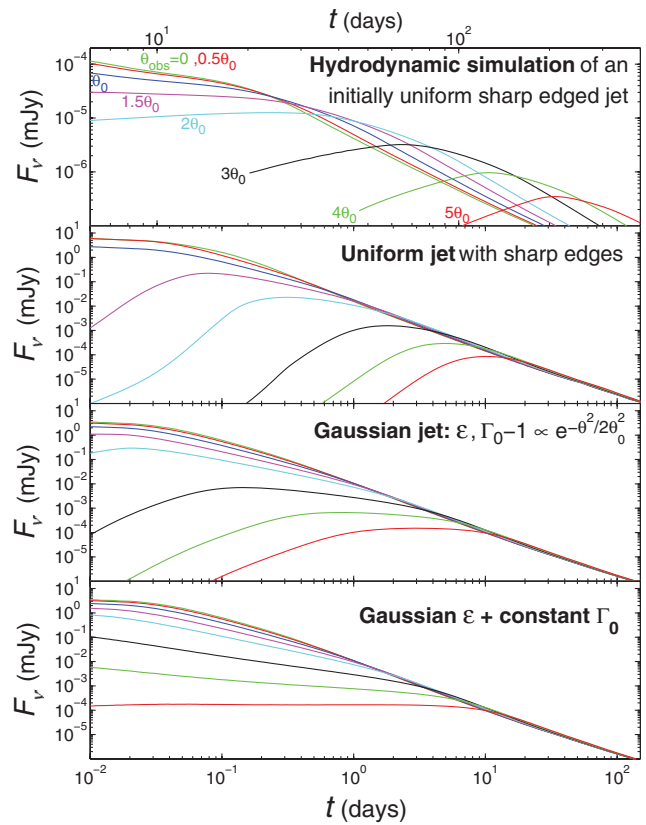 t (days)
10¹ 10²
θobs=0 ,0.5θ₀
Hydrodynamic simulation of an
initially uniform sharp edged jet
θ₀
1.5θ₀
2θ₀
3θ₀
4θ₀
5θ₀
Fν (mJy)
10⁻⁴
10⁻⁵
10⁻⁶
1
Uniform jet with sharp edges
Fν (mJy)
10¹
10⁰
10⁻¹
10⁻²
10⁻³
10⁻⁴
10⁻⁵
1
Gaussian jet: ε, Γ₀−1 ∝ e^−θ²/2θ₀²
Fν (mJy)
10¹
10⁰
10⁻¹
10⁻²
10⁻³
10⁻⁴
10⁻⁵
1
Gaussian ε + constant Γ₀
Fν (mJy)
10¹
10⁰
10⁻¹
10⁻²
10⁻³
10⁻⁴
10⁻⁵
10⁻² 10⁻¹ 10⁰ 10¹ 10²
t (days)